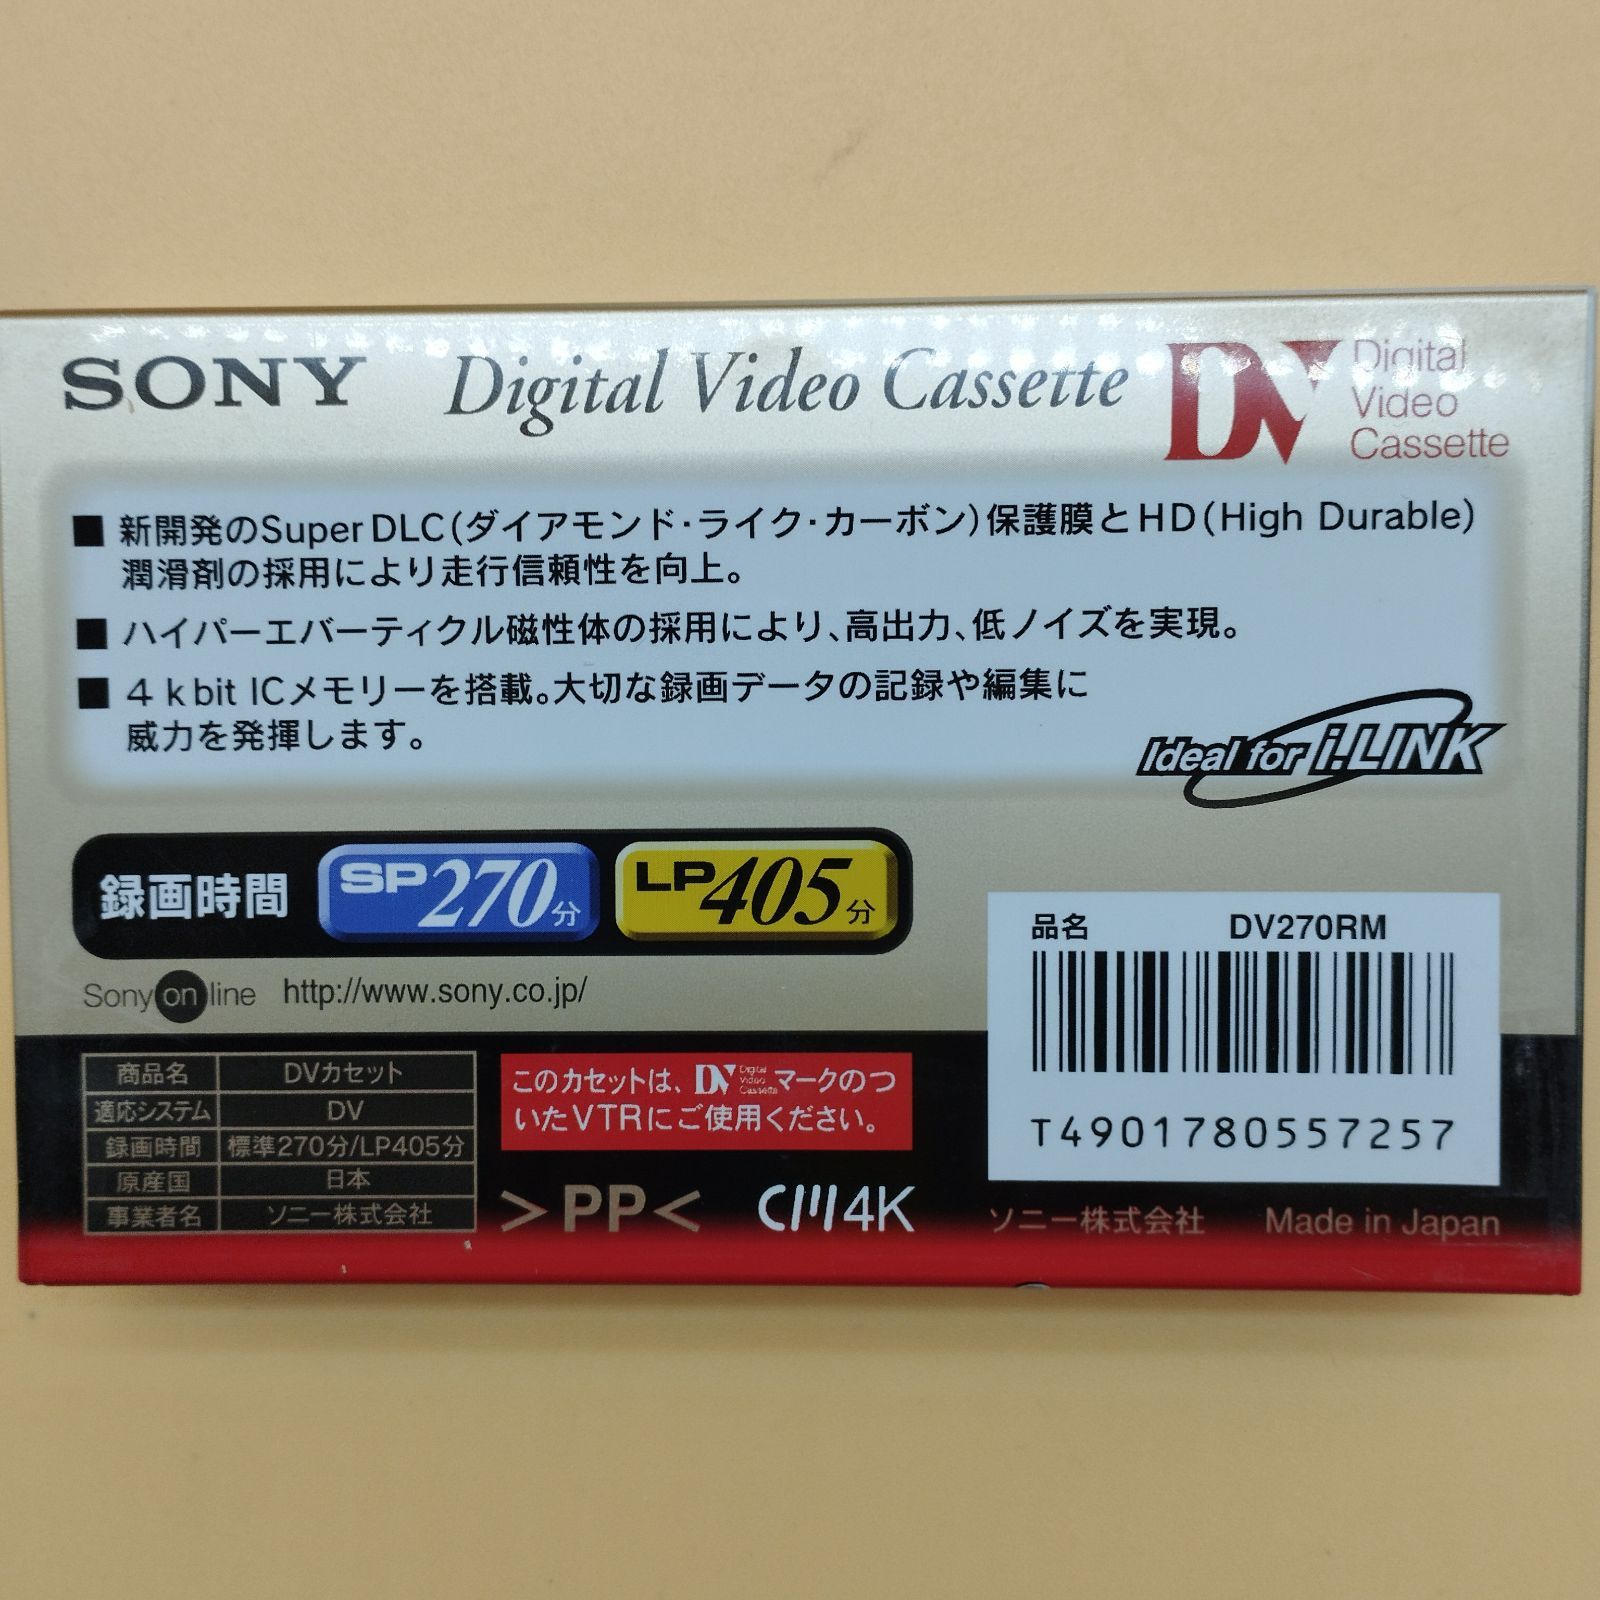 SONY Digital Video Cassette DV Digital Video Cassette
■ 新開発のSuper DLC(ダイアモンド・ライク・カーボン)保護膜とHD(High Durable)
潤滑剤の採用により走行信頼性を向上。
■ ハイパーエバーティクル磁性体の採用により、高出力、低ノイズを実現。
■ 4 k bit ICメモリーを搭載。大切な録画データの記録や編集に
威力を発揮します。
Ideal for i.LINK
録画時間 SP270分 LP405分
Sony on line http://www.sony.co.jp/
品名 DV270RM
T4901780557257
商品名 DVカセット
適応システム DV
録画時間 標準270分/LP405分
原産国 日本
事業者名 ソニー株式会社
このカセットは、DV Digital Video Cassetteマークのつ
いたVTRにご使用ください。
>PP< CM4K
ソニー株式会社 Made in Japan